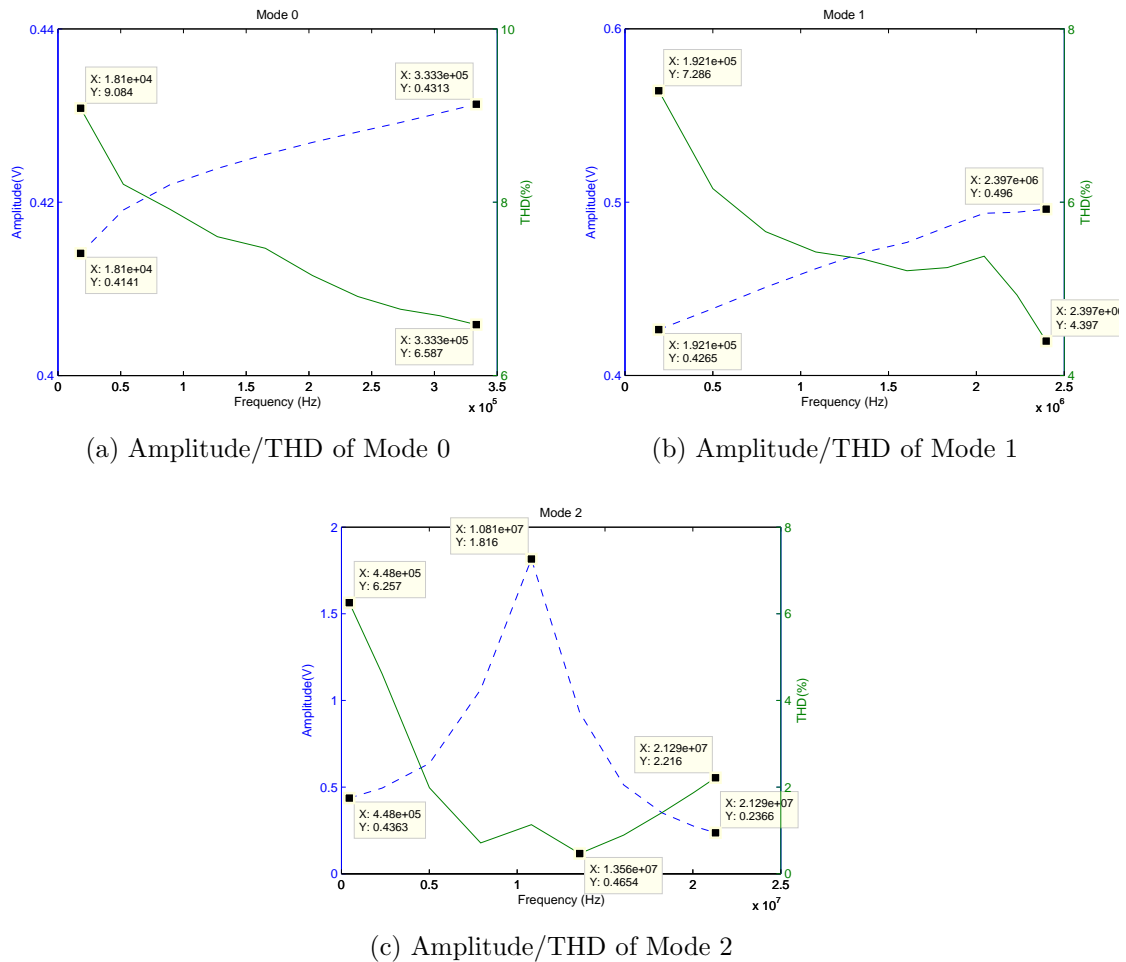 Mode 0
Mode 1
0.44
0.42
0.4
Amplitude(V)
10
8
6
THD(%)
X: 1.81e+04
Y: 9.084
X: 3.333e+05
Y: 0.4313
X: 1.81e+04
Y: 0.4141
X: 3.333e+05
Y: 6.587
0 0.5 1 1.5 2 2.5 3 3.5
Frequency (Hz)
x 10^5
0.6
0.5
0.4
Amplitude(V)
8
6
4
THD(%)
X: 1.921e+05
Y: 7.286
X: 2.397e+06
Y: 0.496
X: 1.921e+05
Y: 0.4265
X: 2.397e+06
Y: 4.397
0 0.5 1 1.5 2 2.5
Frequency (Hz)
x 10^6
(a) Amplitude/THD of Mode 0
(b) Amplitude/THD of Mode 1
Mode 2
2
1.5
1
0.5
0
Amplitude(V)
8
6
4
2
0
THD(%)
X: 1.081e+07
Y: 1.816
X: 4.48e+05
Y: 6.257
X: 2.129e+07
Y: 2.216
X: 4.48e+05
Y: 0.4363
X: 2.129e+07
Y: 0.2366
X: 1.356e+07
Y: 0.4654
0 0.5 1 2 2.5
Frequency (Hz)
x 10^7
(c) Amplitude/THD of Mode 2